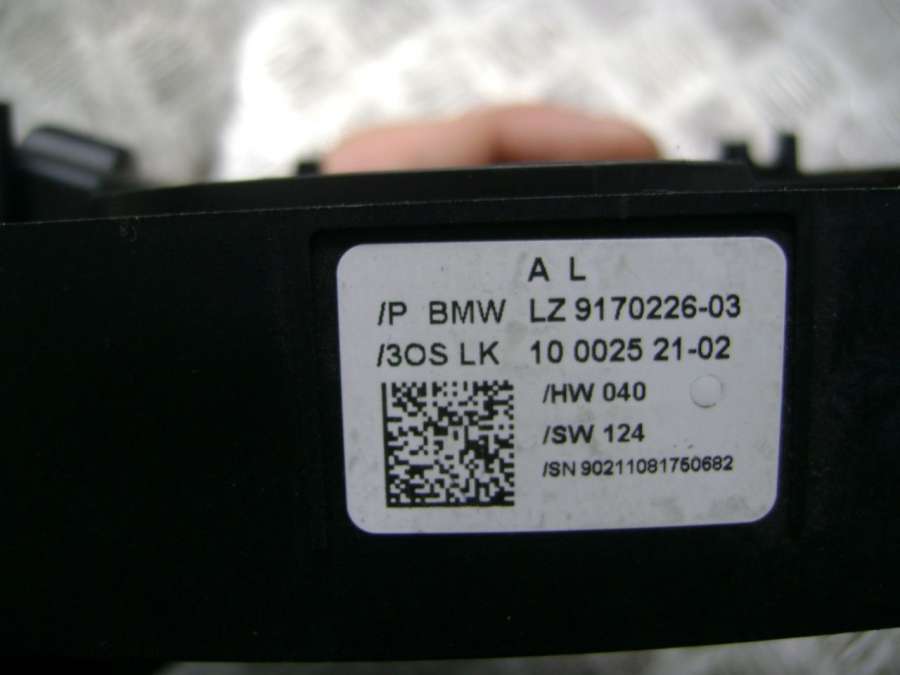 A L
/P BMW LZ 9170226-03
/3OS LK 10 0025 21-02
/HW 040
/SW 124
/SN 90211081750682